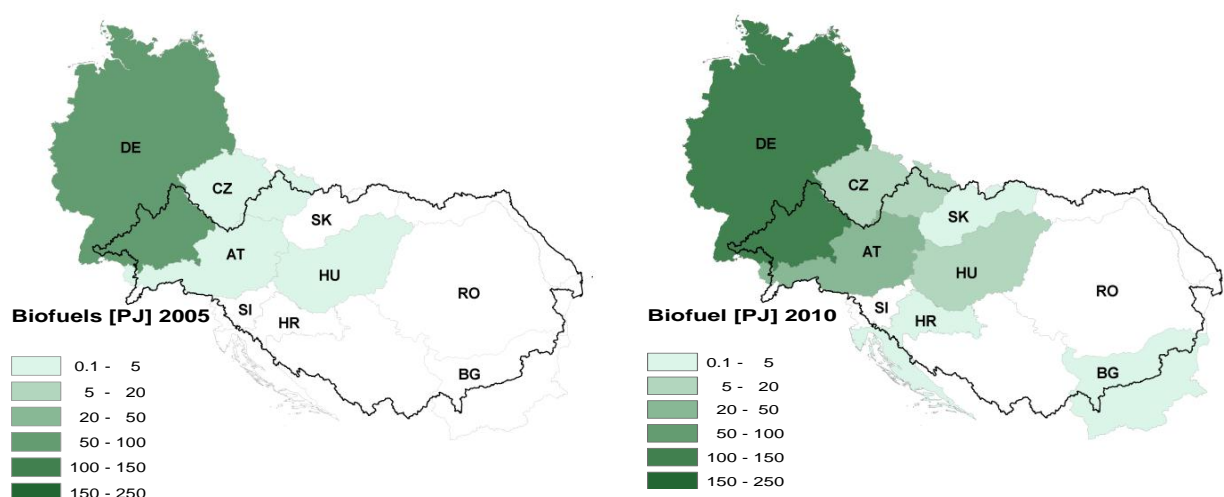 DE
CZ
SK
AT
HU
RO
SI
HR
BG
Biofuels [PJ] 2005
0.1 - 5
5 - 20
20 - 50
50 - 100
100 - 150
150 - 250
DE
CZ
SK
AT
HU
RO
SI
HR
BG
Biofuel [PJ] 2010
0.1 - 5
5 - 20
20 - 50
50 - 100
100 - 150
150 - 250